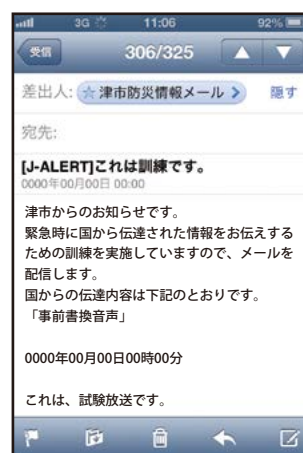 3G 11:06 92%
受信 306/325
差出人: 津市防災情報メール 隠す
宛先:
[J-ALERT]これは訓練です。
0000年00月00日 00:00
津市からのお知らせです。
緊急時に国から伝達された情報をお伝えする
ための訓練を実施していますので、メールを
配信します。
国からの伝達内容は下記のとおりです。
「事前書換音声」
0000年00月00日00時00分
これは、試験放送です。